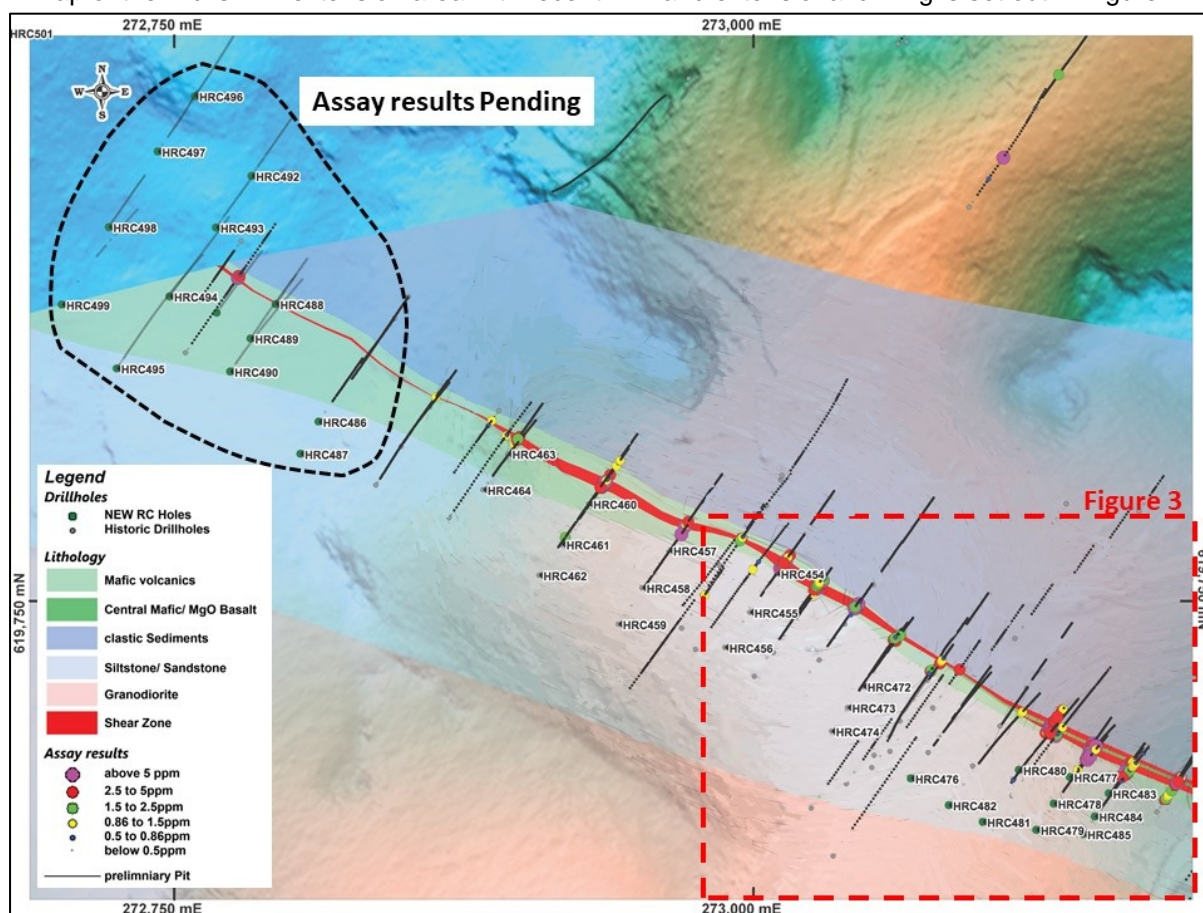 272,750 mE
273,000 mE
HRC501
N
W E
S
Assay results Pending
HRC496
HRC497
HRC492
HRC498
HRC493
HRC499
HRC494
HRC488
HRC489
HRC495
HRC490
HRC486
HRC487
HRC463
HRC464
HRC460
HRC461
HRC462
HRC457
HRC458
HRC459
Figure 3
HRC454
HRC455
HRC456
HRC472
HRC473
HRC474
HRC476
HRC480
HRC477
HRC482
HRC478
HRC483
HRC481
HRC484
HRC479
HRC485
619,750 mN
Legend
Drillholes
NEW RC Holes
Historic Drillholes
Lithology
Mafic volcanics
Central Mafic/ MgO Basalt
clastic Sediments
Siltstone/ Sandstone
Granodiorite
Shear Zone
Assay results
above 5 ppm
2.5 to 5ppm
1.5 to 2.5ppm
0.86 to 1.5ppm
0.5 to 0.86ppm
below 0.5ppm
prelimniary Pit
272,750 mE
273,000 mE